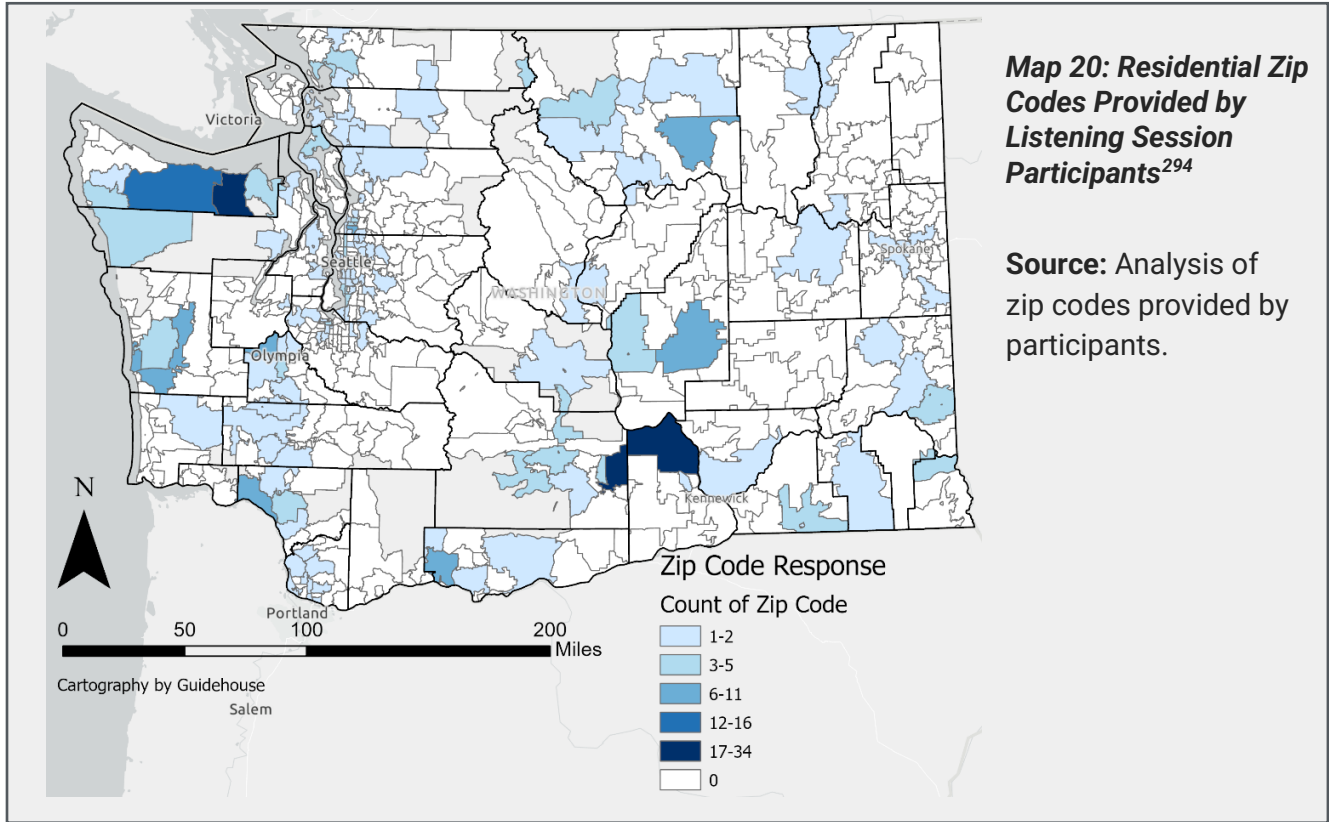 Map 20: Residential Zip
Codes Provided by
Listening Session
Participants294
Source: Analysis of
zip codes provided by
participants.
Victoria
Seattle
WASHINGTON
Spokane
Olympia
Kennewick
N
Portland
0 50 100 200
Miles
Cartography by Guidehouse
Salem
Zip Code Response
Count of Zip Code
1-2
3-5
6-11
12-16
17-34
0